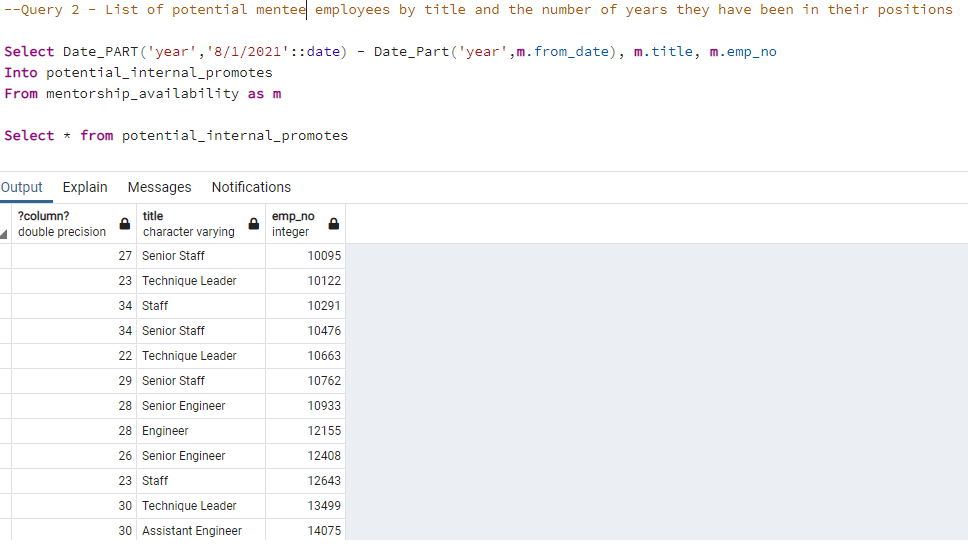 --Query 2 - List of potential mentee employees by title and the number of years they have been in their positions
Select Date_PART('year','8/1/2021'::date) - Date_Part('year',m.from_date), m.title, m.emp_no
Into potential_internal_promotes
From mentorship_availability as m
Select * from potential_internal_promotes
Output Explain Messages Notifications
?column? title emp_no
double precision character varying integer
27 Senior Staff 10095
23 Technique Leader 10122
34 Staff 10291
34 Senior Staff 10476
22 Technique Leader 10663
29 Senior Staff 10762
28 Senior Engineer 10933
28 Engineer 12155
26 Senior Engineer 12408
23 Staff 12643
30 Technique Leader 13499
30 Assistant Engineer 14075